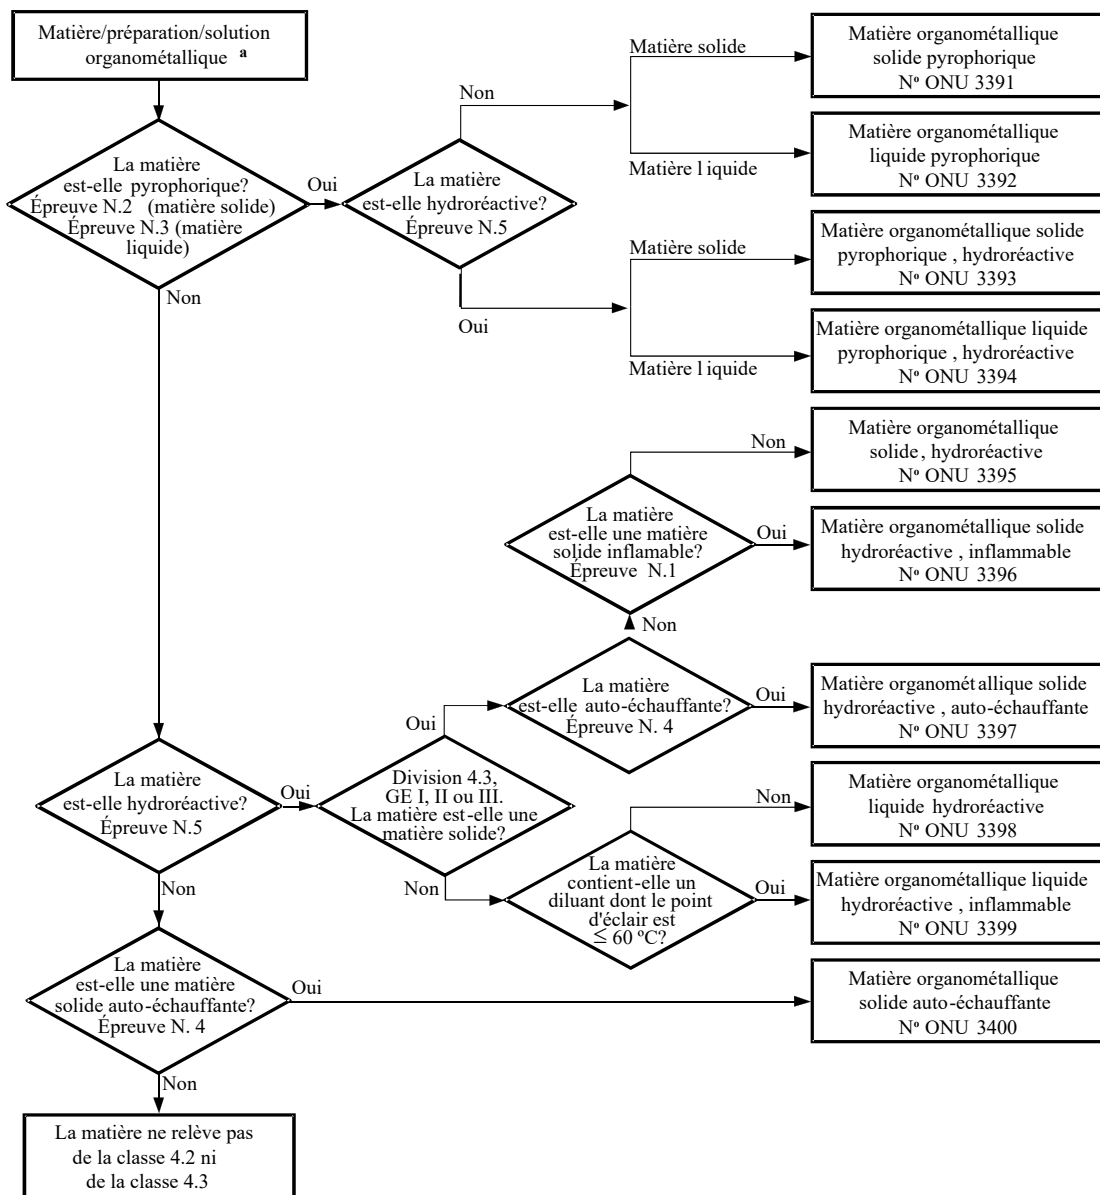 Matière/préparation/solution
organométallique a
La matière
est-elle pyrophorique?
Épreuve N.2 (matière solide)
Épreuve N.3 (matière
liquide)
Oui
Non
La matière
est-elle hydroréactive?
Épreuve N.5
Non
Oui
Matière solide
Matière l iquide
Matière organométallique
solide pyrophorique
Nº ONU 3391
Matière organométallique
liquide pyrophorique
Nº ONU 3392
Matière solide
Matière l iquide
Matière organométallique solide
pyrophorique , hydroréactive
Nº ONU 3393
Matière organométallique liquide
pyrophorique , hydroréactive
Nº ONU 3394
Non
Matière organométallique
solide, hydroréactive
Nº ONU 3395
La matière
est-elle une matière
solide inflamable?
Épreuve N.1
Oui
Matière organométallique solide
hydroréactive , inflammable
Nº ONU 3396
Non
La matière
est-elle auto-échauffante?
Épreuve N. 4
Oui
Matière organométallique solide
hydroréactive , auto-échauffante
Nº ONU 3397
Oui
La matière
est-elle hydroréactive?
Épreuve N.5
Oui
Division 4.3,
GE I, II ou III.
La matière est-elle une
matière solide?
Non
Matière organométallique
liquide hydroréactive
Nº ONU 3398
Non
Non
La matière
contient-elle un
diluant dont le point
d'éclair est
≤ 60 ºC?
Oui
Matière organométallique liquide
hydroréactive , inflammable
Nº ONU 3399
La matière
est-elle une matière
solide auto-échauffante?
Épreuve N. 4
Oui
Matière organométallique
solide auto-échauffante
Nº ONU 3400
Non
La matière ne relève pas
de la classe 4.2 ni
de la classe 4.3